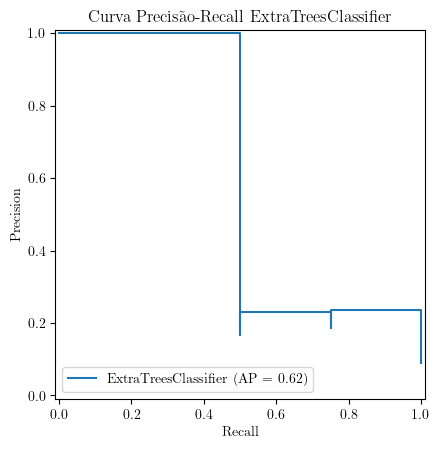 Curva Precisão-Recall ExtraTreesClassifier
1.0
0.8
0.6
0.4
0.2
0.0
Precision
ExtraTreesClassifier (AP = 0.62)
0.0 0.2 0.4 0.6 0.8 1.0
Recall